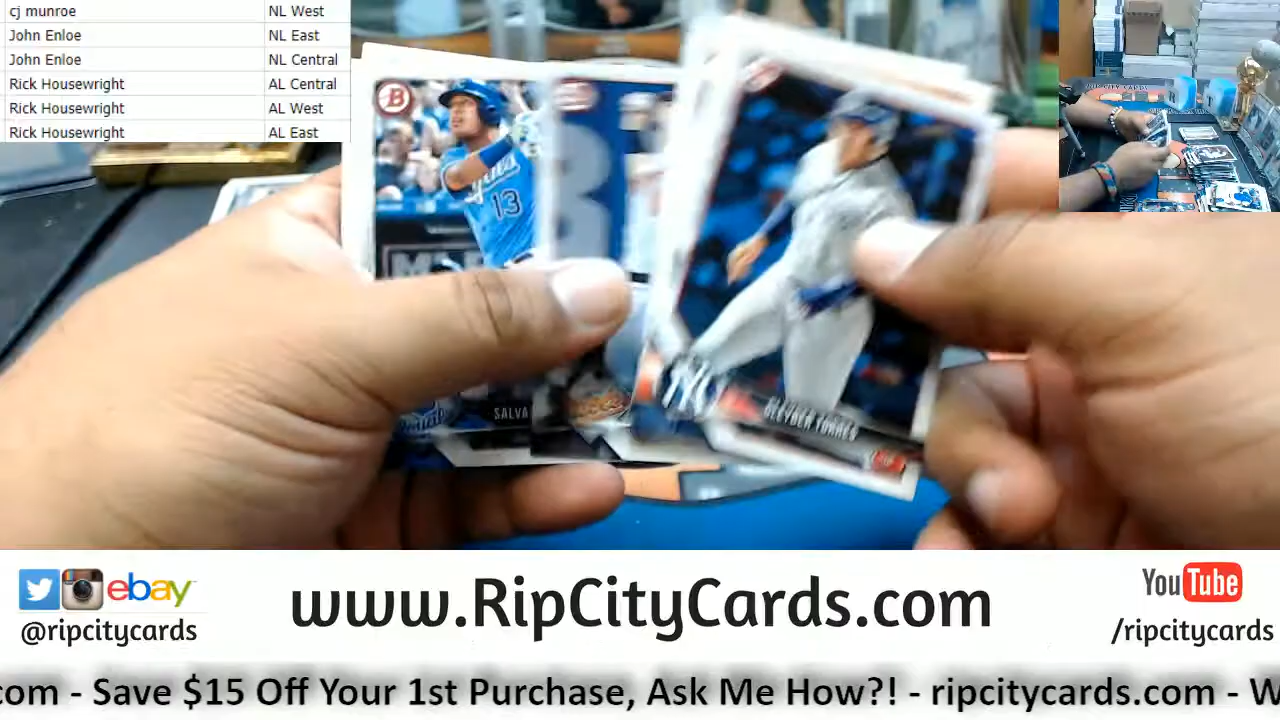 cj munroe NL West
John Enloe NL East
John Enloe NL Central
Rick Housewright AL Central
Rick Housewright AL West
Rick Housewright AL East
B
13
SALVA
GLEYBER TORRES
ebay
@ripcitycards
www.RipCityCards.com
YouTube
/ripcitycards
com - Save $15 Off Your 1st Purchase, Ask Me How?! - ripcitycards.com - W